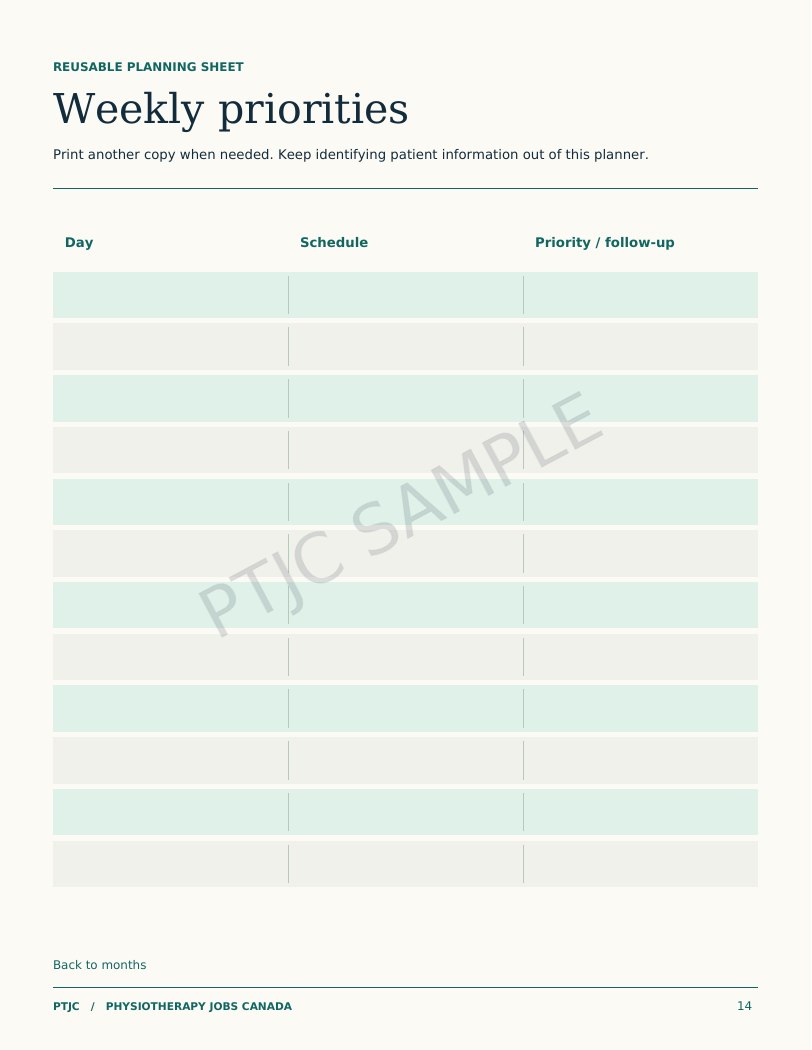 REUSABLE PLANNING SHEET
Weekly priorities
Print another copy when needed. Keep identifying patient information out of this planner.
Day Schedule Priority / follow-up
PTJC SAMPLE
Back to months
PTJC / PHYSIOTHERAPY JOBS CANADA 14